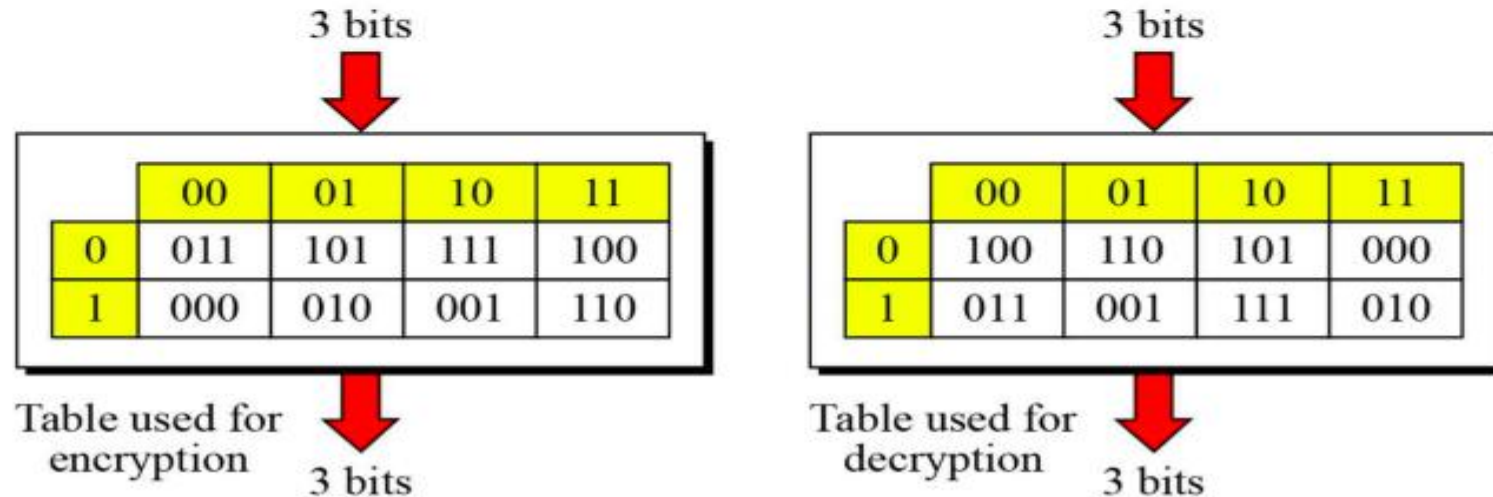 3 bits
00 01 10 11
0 011 101 111 100
1 000 010 001 110
Table used for
encryption
3 bits
3 bits
00 01 10 11
0 100 110 101 000
1 011 001 111 010
Table used for
decryption
3 bits